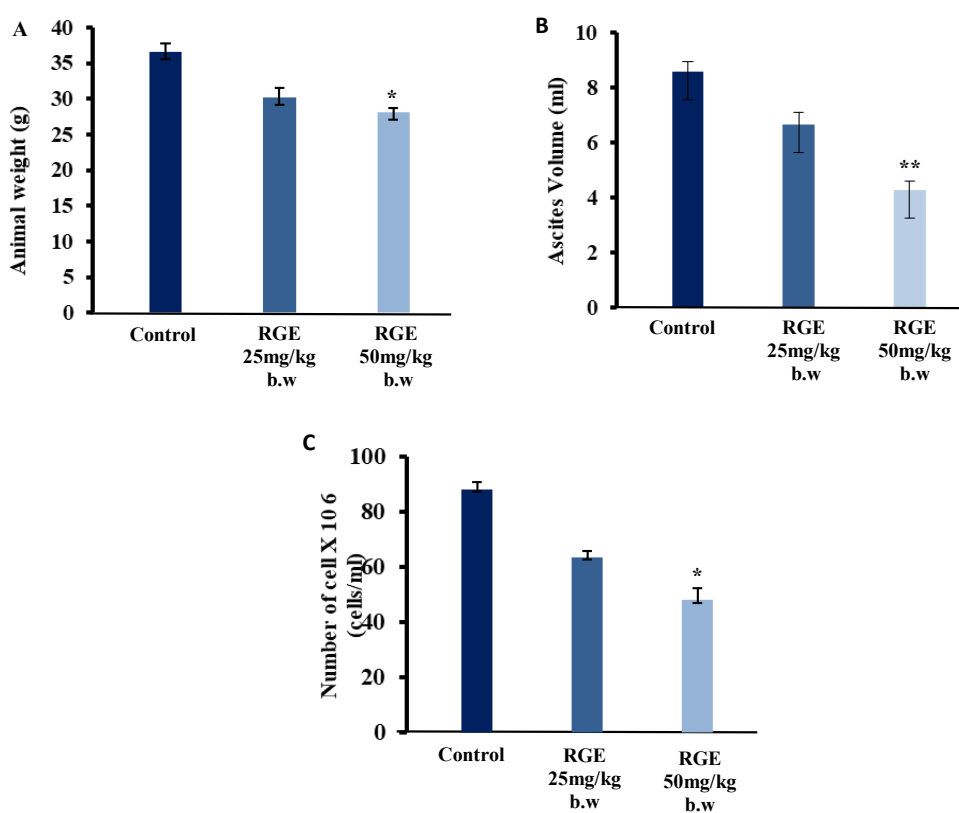 A
Animal weight (g)
40
35
30
25
20
15
10
5
0
*
Control
RGE
25mg/kg
b.w
RGE
50mg/kg
b.w
B
Ascites Volume (ml)
10
8
6
4
2
0
**
Control
RGE
25mg/kg
b.w
RGE
50mg/kg
b.w
C
Number of cell X 10 6
(cells/ml)
100
80
60
40
20
0
*
Control
RGE
25mg/kg
b.w
RGE
50mg/kg
b.w